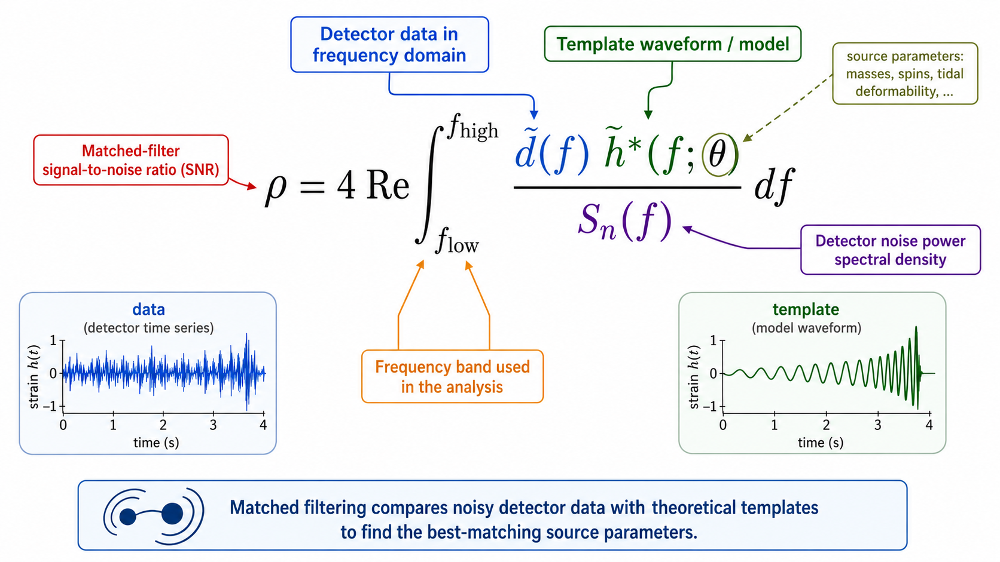 Detector data in
frequency domain
Template waveform / model
source parameters:
masses, spins, tidal
deformability, ...
Matched-filter
signal-to-noise ratio (SNR)
ρ = 4 Re ∫_{f_low}^{f_high} d̃(f) h̃*(f; θ) / S_n(f) df
Detector noise power
spectral density
Frequency band used
in the analysis
data
(detector time series)
strain h(t)
1
0
−1
0 1 2 3 4
time (s)
template
(model waveform)
strain h(t)
1
0
−1
0 1 2 3 4
time (s)
Matched filtering compares noisy detector data with theoretical templates
to find the best-matching source parameters.